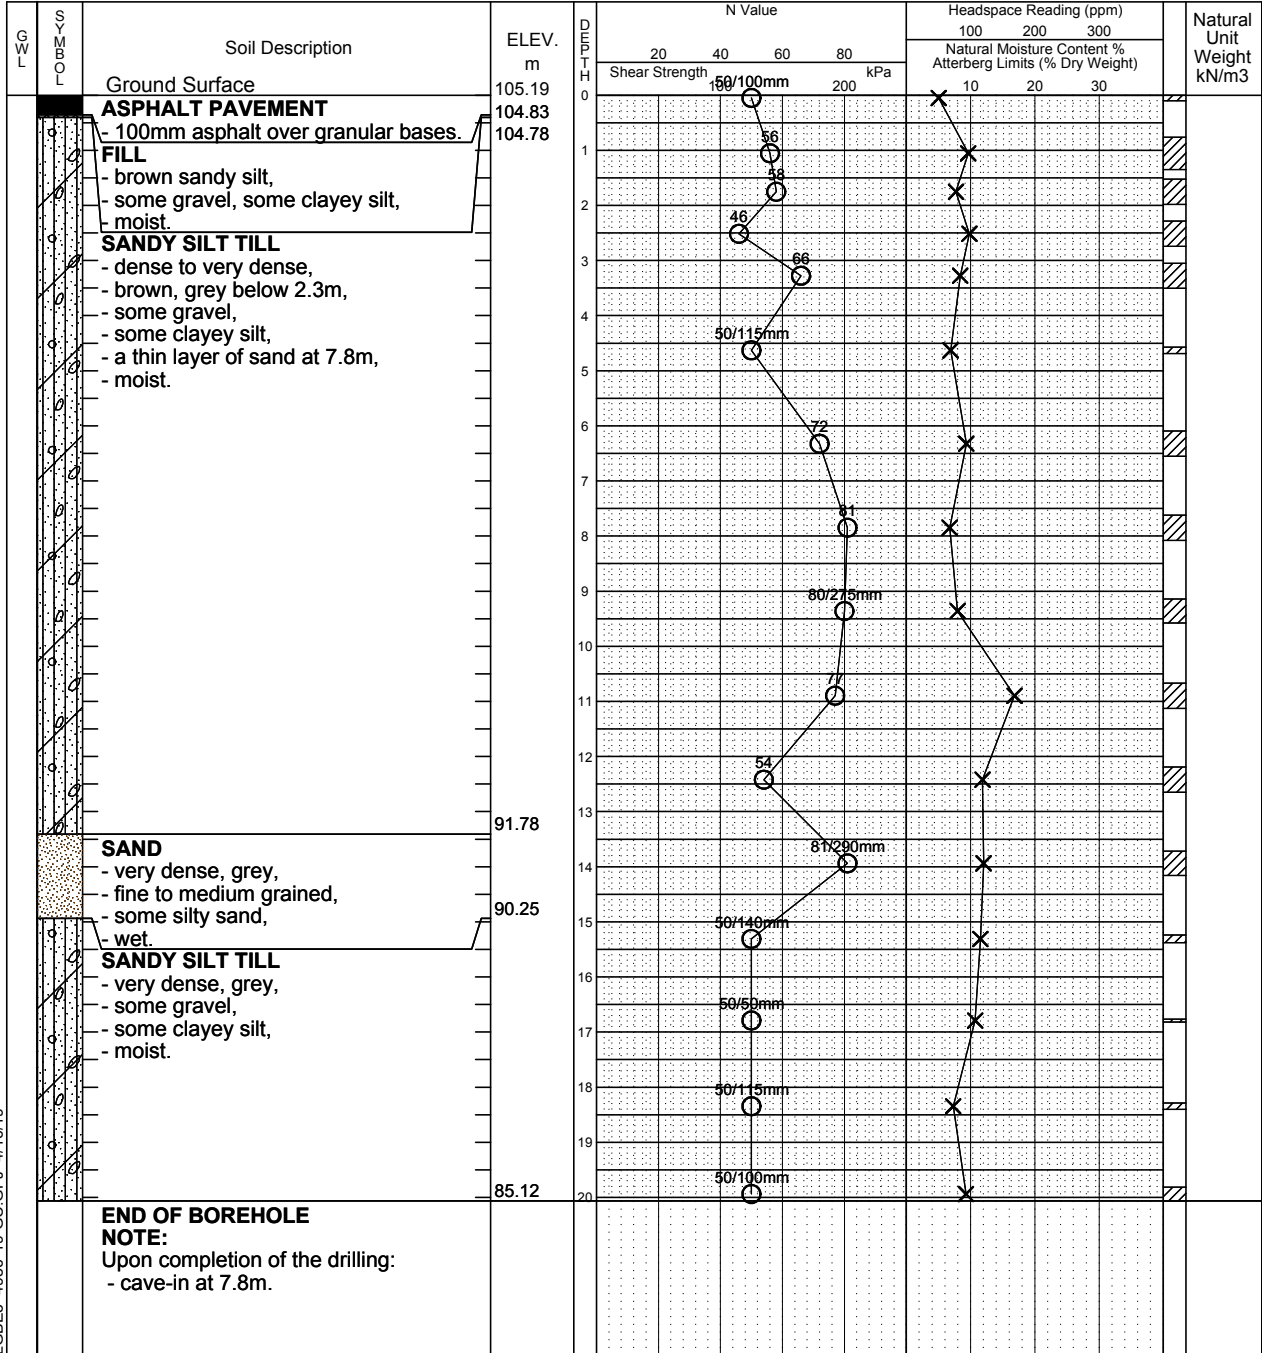 GWL
SYMBOL
Soil Description
ELEV.
m
DEPTH
N Value
20 40 60 80
Shear Strength kPa
100 200
Headspace Reading (ppm)
100 200 300
Natural Moisture Content %
Atterberg Limits (% Dry Weight)
10 20 30
Natural
Unit
Weight
kN/m3
Ground Surface
105.19
0
50/100mm
ASPHALT PAVEMENT
104.83
- 100mm asphalt over granular bases.
104.78
FILL
- brown sandy silt,
- some gravel, some clayey silt,
- moist.
SANDY SILT TILL
- dense to very dense,
- brown, grey below 2.3m,
- some gravel,
- some clayey silt,
- a thin layer of sand at 7.8m,
- moist.
91.78
SAND
- very dense, grey,
- fine to medium grained,
- some silty sand,
- wet.
90.25
SANDY SILT TILL
- very dense, grey,
- some gravel,
- some clayey silt,
- moist.
85.12
END OF BOREHOLE
NOTE:
Upon completion of the drilling:
- cave-in at 7.8m.
1
2
3
4
5
6
7
8
9
10
11
12
13
14
15
16
17
18
19
20
56
58
46
66
50/115mm
72
81
80/275mm
77
54
81/290mm
50/140mm
50/50mm
50/115mm
50/100mm